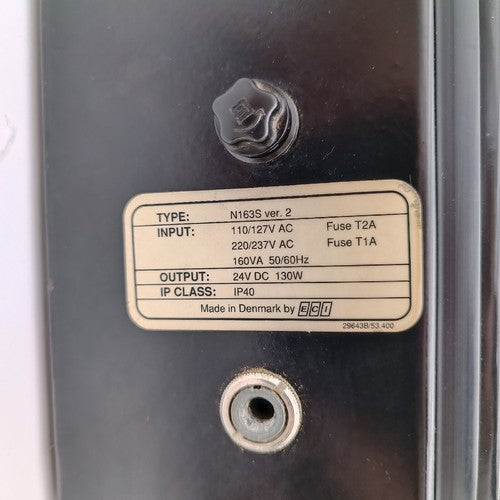 TYPE: N163S ver. 2
INPUT: 110/127V AC Fuse T2A
220/237V AC Fuse T1A
160VA 50/60Hz
OUTPUT: 24V DC 130W
IP CLASS: IP40
Made in Denmark by ECI
29643B/53.400